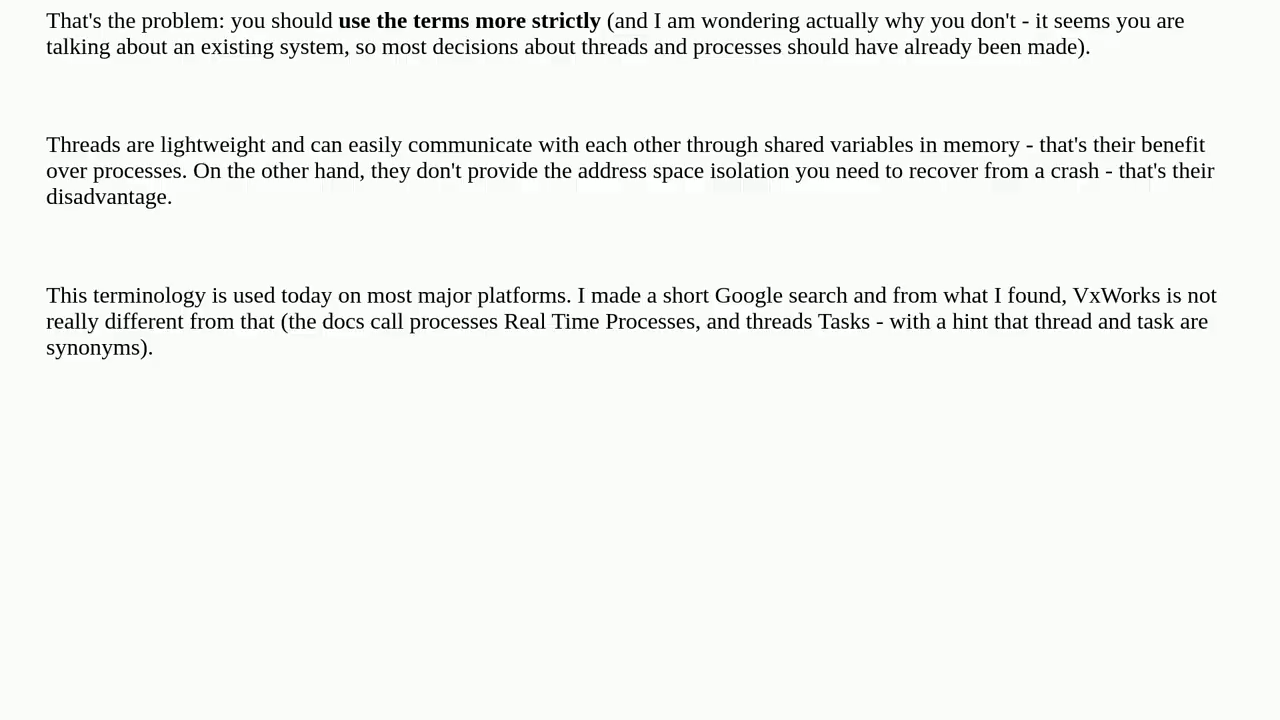 That's the problem: you should use the terms more strictly (and I am wondering actually why you don't - it seems you are
talking about an existing system, so most decisions about threads and processes should have already been made).
Threads are lightweight and can easily communicate with each other through shared variables in memory - that's their benefit
over processes. On the other hand, they don't provide the address space isolation you need to recover from a crash - that's their
disadvantage.
This terminology is used today on most major platforms. I made a short Google search and from what I found, VxWorks is not
really different from that (the docs call processes Real Time Processes, and threads Tasks - with a hint that thread and task are
synonyms).